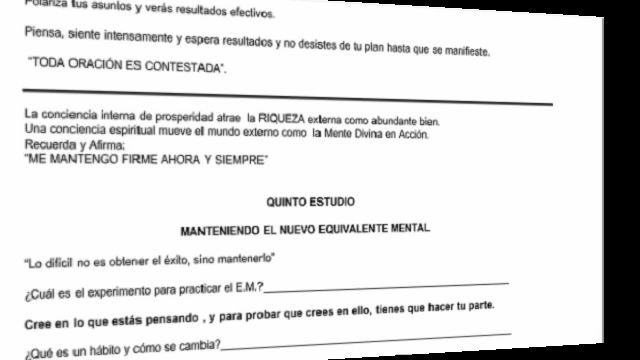 Polariza tus asuntos y verás resultados efectivos.
Piensa, siente intensamente y espera resultados y no desistes de tu plan hasta que se manifieste.
"TODA ORACIÓN ES CONTESTADA".
La conciencia interna de prosperidad atrae la RIQUEZA externa como abundante bien.
Una conciencia espiritual mueve el mundo externo como la Mente Divina en Acción.
Recuerda y Afirma:
"ME MANTENGO FIRME AHORA Y SIEMPRE"
QUINTO ESTUDIO
MANTENIENDO EL NUEVO EQUIVALENTE MENTAL
"Lo difícil no es obtener el éxito, sino mantenerlo"
¿Cuál es el experimento para practicar el E.M.?
Cree en lo que estás pensando , y para probar que crees en ello, tienes que hacer tu parte.
¿Qué es un hábito y cómo se cambia?